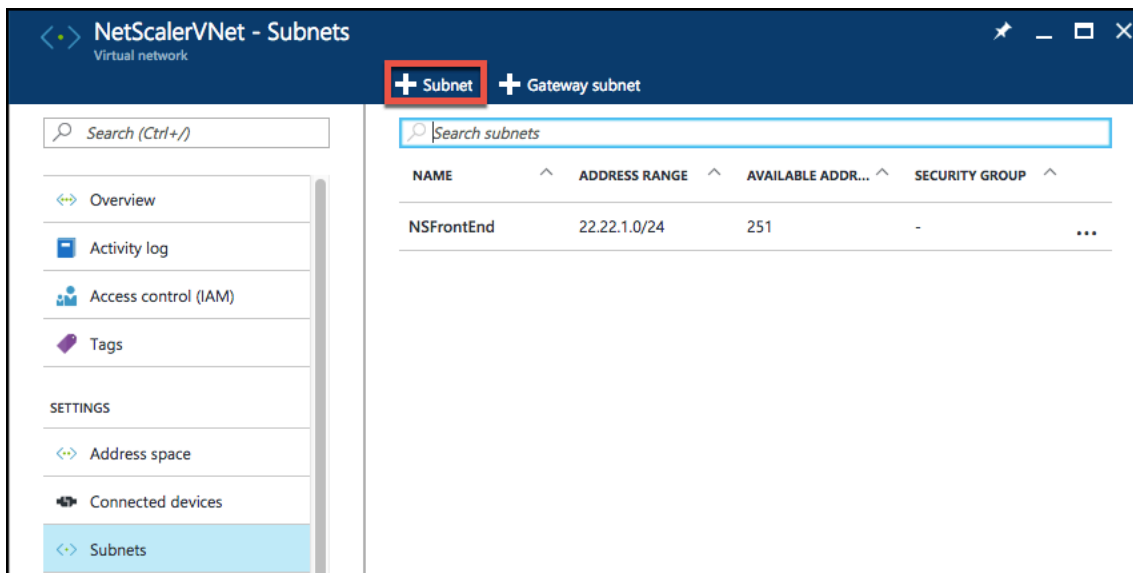 NetScalerVNet - Subnets
Virtual network
Subnet
Gateway subnet
Search (Ctrl+/)
Overview
Activity log
Access control (IAM)
Tags
SETTINGS
Address space
Connected devices
Subnets
Search subnets
NAME ADDRESS RANGE AVAILABLE ADDR... SECURITY GROUP
NSFrontEnd 22.22.1.0/24 251 - ...